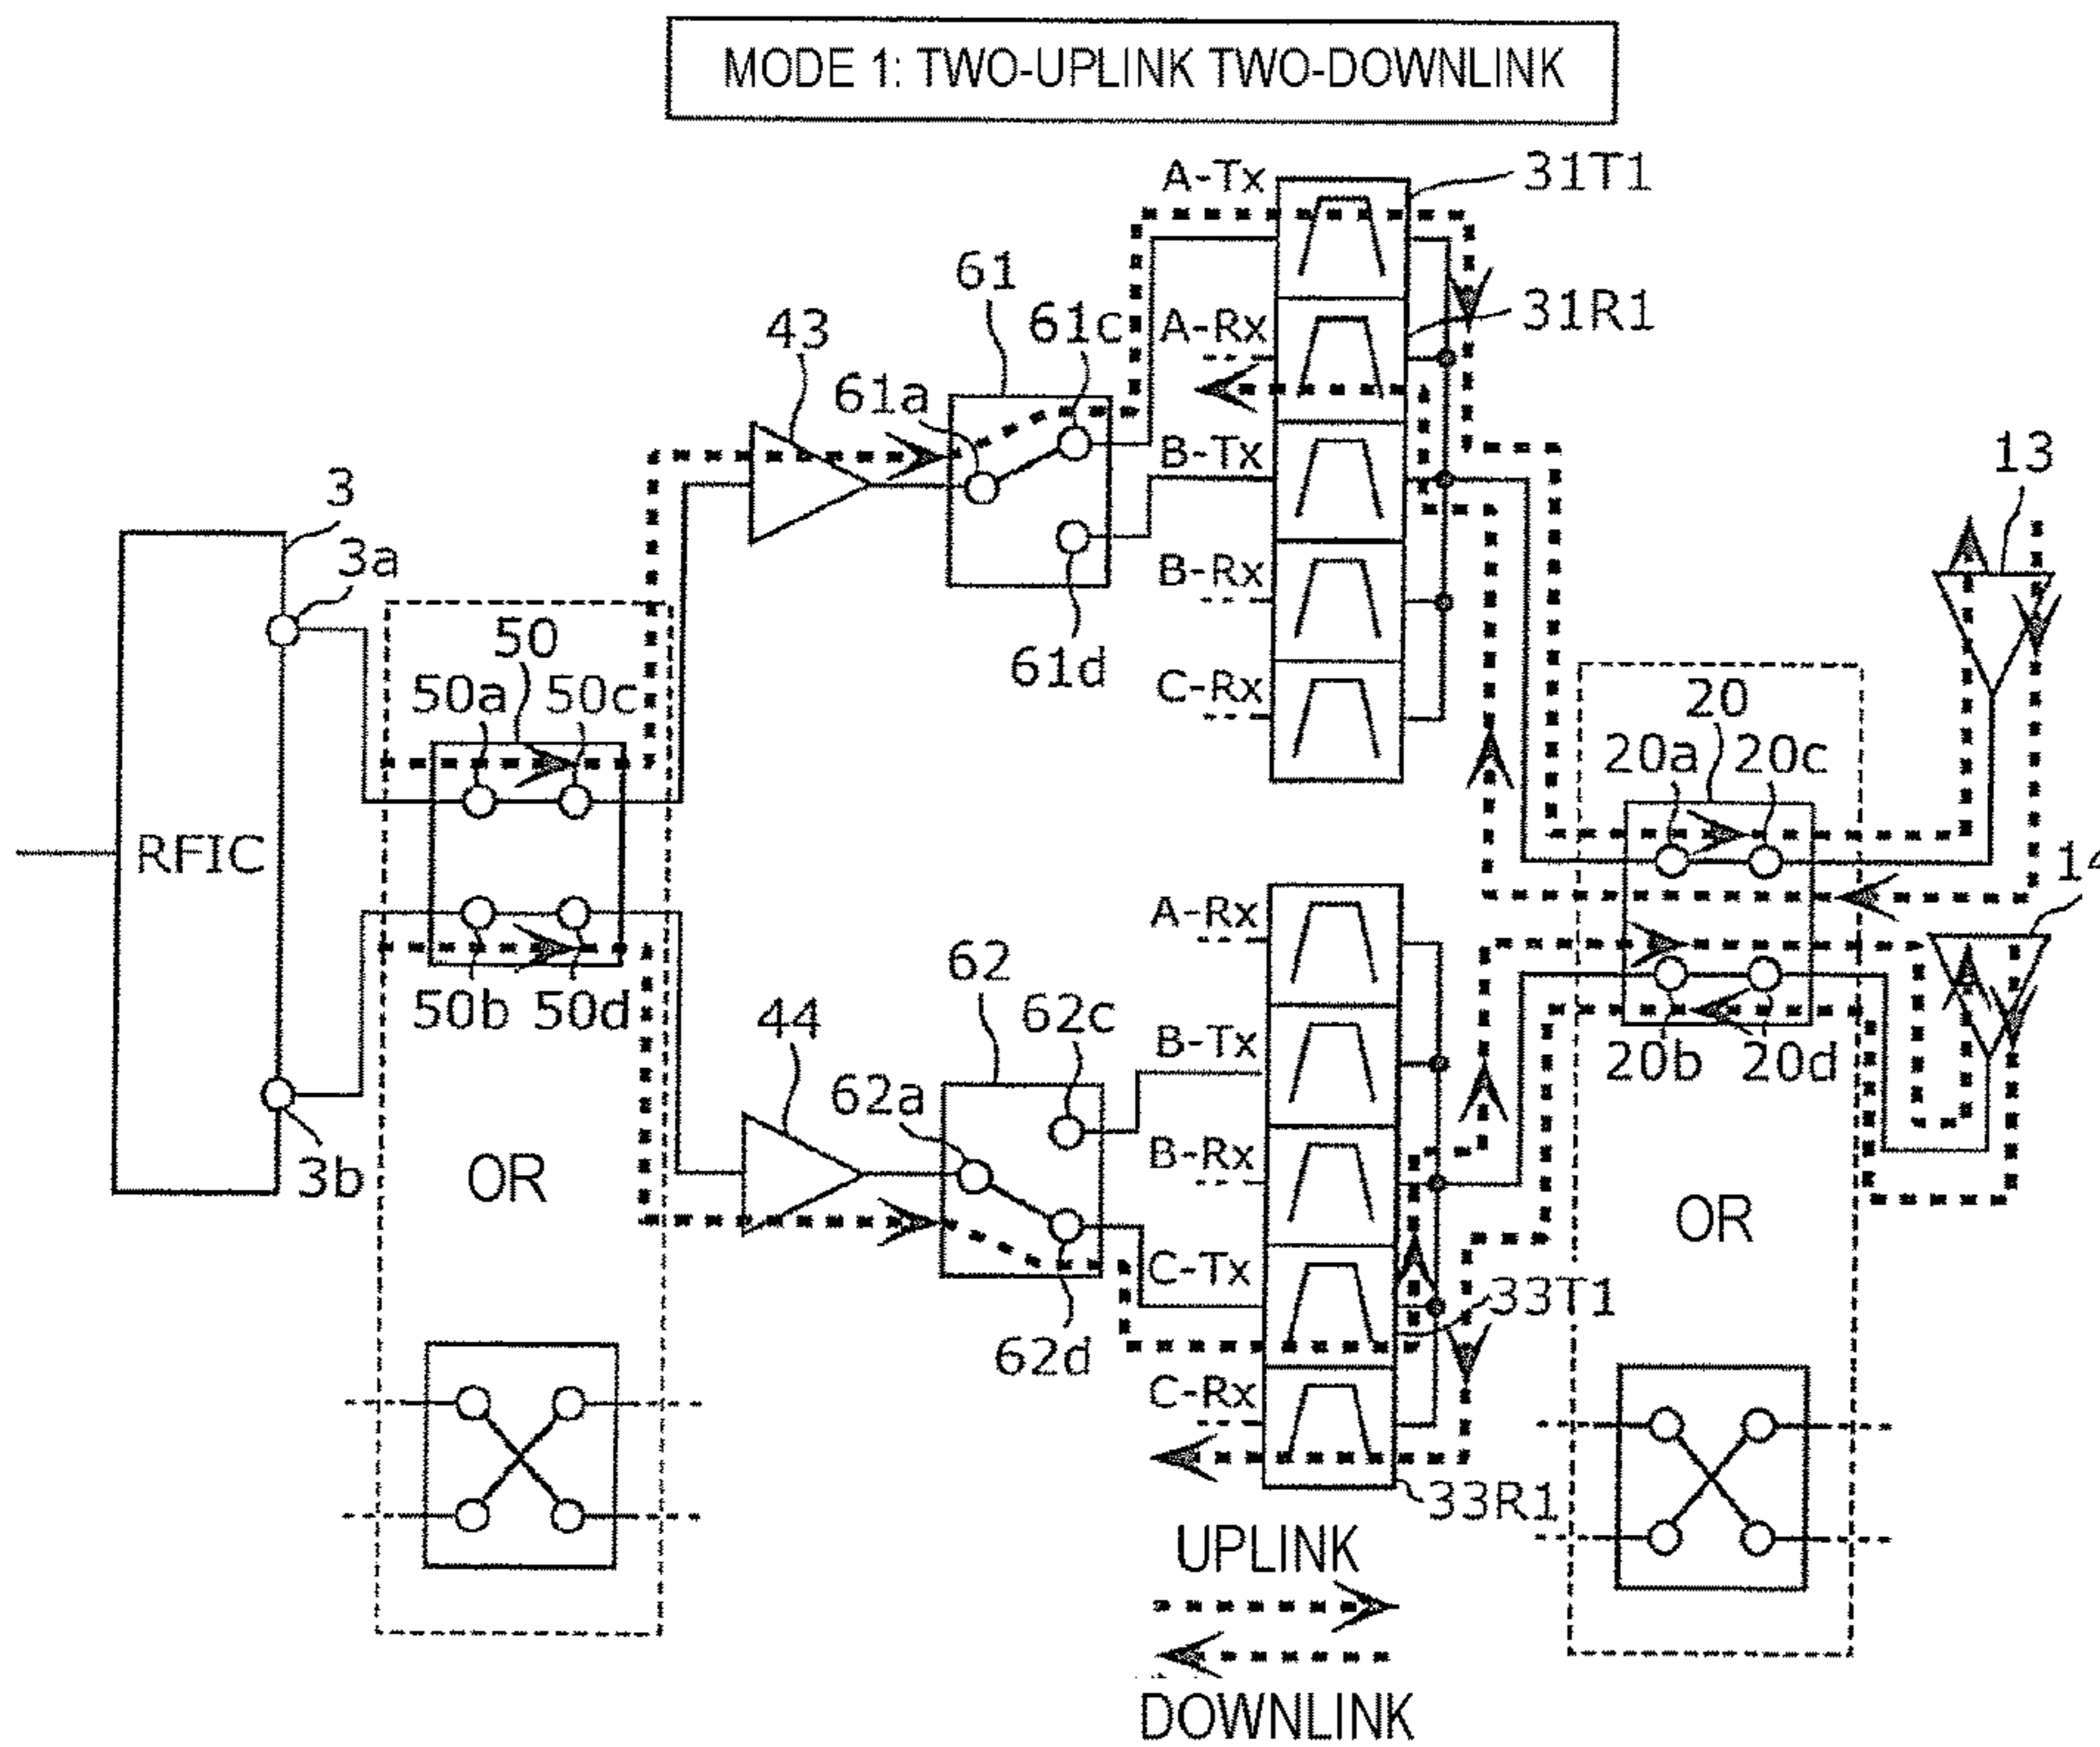 MODE 1: TWO-UPLINK TWO-DOWNLINK
A-Tx
31T1
61
61c
A-Rx
31R1
43
61a
B-Tx
13
3
3a
B-Rx
50
61d
C-Rx
20
50a
50c
20a
20c
RFIC
14
A-Rx
62
50b
50d
44
62c
B-Tx
20b
20d
62a
B-Rx
3b
OR
OR
C-Tx
33T1
62d
C-Rx
33R1
UPLINK
DOWNLINK